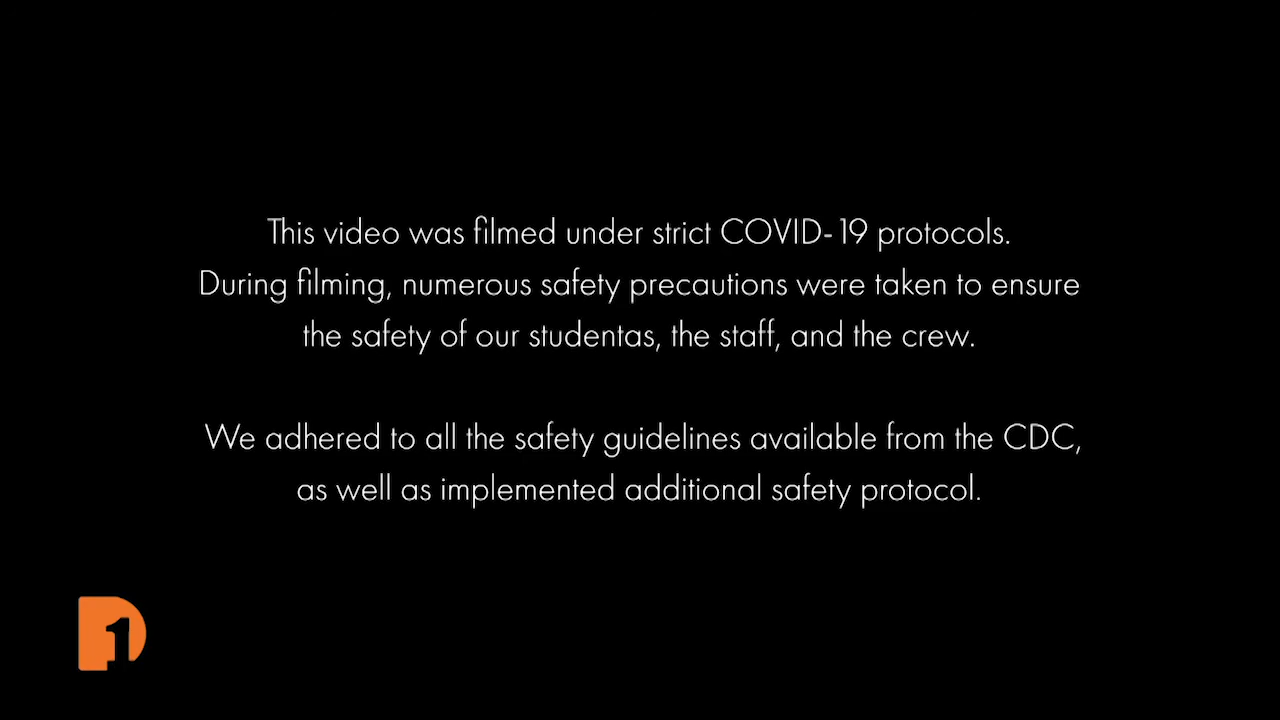 This video was filmed under strict COVID-19 protocols.
During filming, numerous safety precautions were taken to ensure
the safety of our studentas, the staff, and the crew.
We adhered to all the safety guidelines available from the CDC,
as well as implemented additional safety protocol.
D1